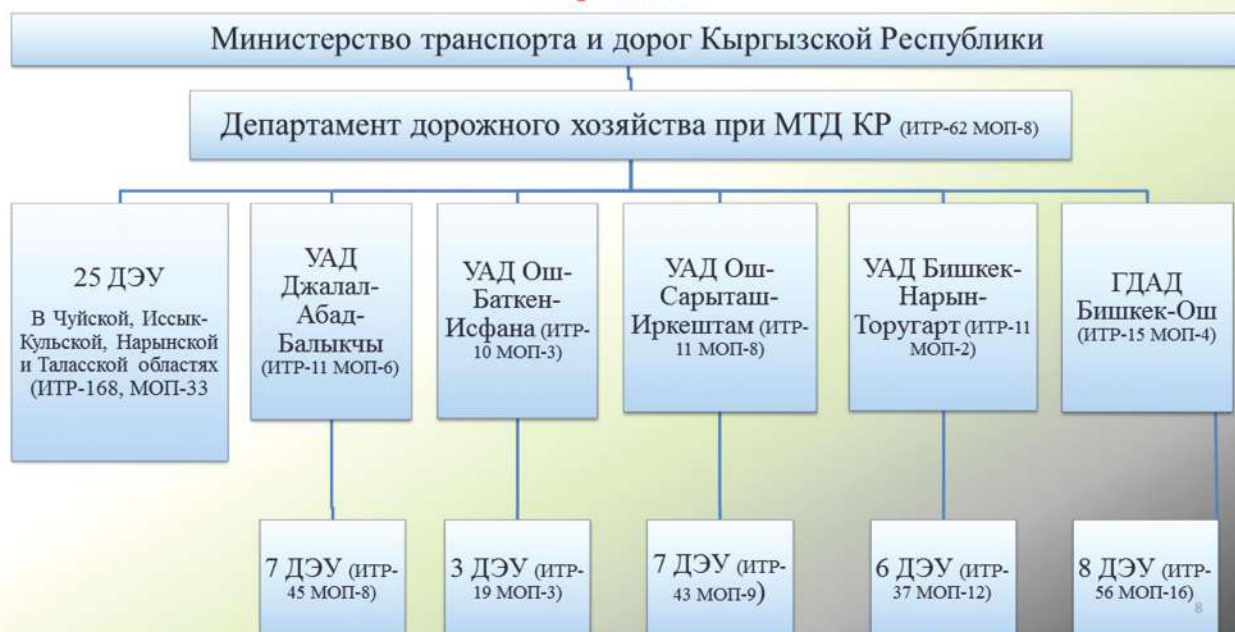 Министерство транспорта и дорог Кыргызской Республики
Департамент дорожного хозяйства при МТД КР (ИТР-62 МОП-8)
25 ДЭУ
В Чуйской, Иссык-
Кульской, Нарынской
и Таласской областях
(ИТР-168, МОП-33
УАД
Джалал-
Абад-
Балыкчы
(ИТР-11 МОП-6)
УАД Ош-
Баткен-
Исфана (ИТР-
10 МОП-3)
УАД Ош-
Сарыташ-
Иркештам (ИТР-
11 МОП-8)
УАД Бишкек-
Нарын-
Торугарт (ИТР-11
МОП-2)
ГДАД
Бишкек-Ош
(ИТР-15 МОП-4)
7 ДЭУ (ИТР-
45 МОП-8)
3 ДЭУ (ИТР-
19 МОП-3)
7 ДЭУ (ИТР-
43 МОП-9)
6 ДЭУ (ИТР-
37 МОП-12)
8 ДЭУ (ИТР-
56 МОП-16)
8